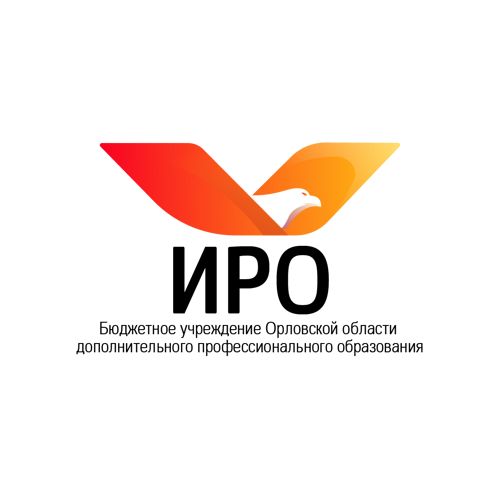 ИРО
Бюджетное учреждение Орловской области
дополнительного профессионального образования